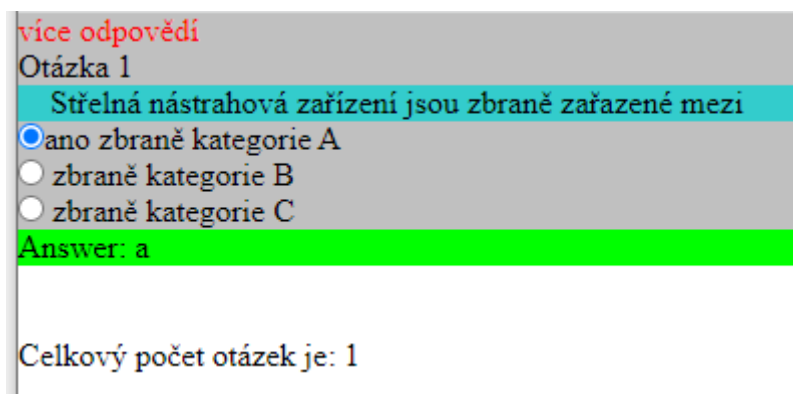 více odpovědí
Otázka 1
Střelná nástrahová zařízení jsou zbraně zařazené mezi
ano zbraně kategorie A
zbraně kategorie B
zbraně kategorie C
Answer: a
Celkový počet otázek je: 1